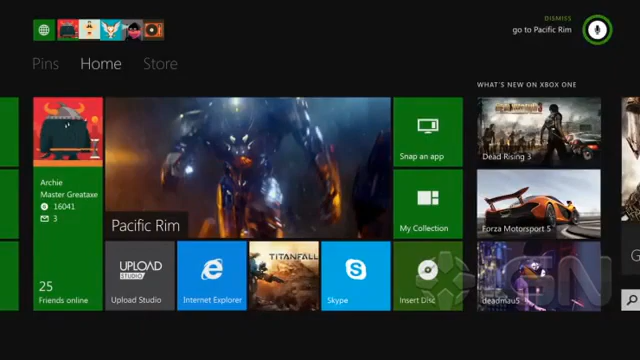 DISMISS
go to Pacific Rim
Pins
Home
Store
WHAT'S NEW ON XBOX ONE
Archie
Master Greataxe
16041
3
25
Friends online
Pacific Rim
Snap an app
My Collection
UPLOAD
STUDIO
Upload Studio
Internet Explorer
TITANFALL
Skype
Insert Disc
Dead Rising 3
Forza Motorsport 5
deadmau5
IGN
G